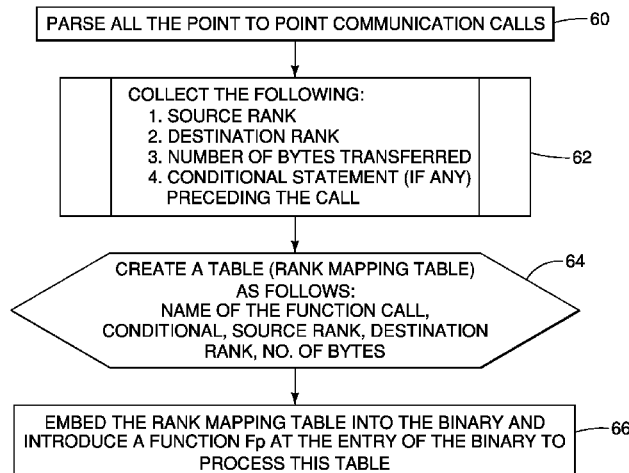 PARSE ALL THE POINT TO POINT COMMUNICATION CALLS
60
COLLECT THE FOLLOWING:
1. SOURCE RANK
2. DESTINATION RANK
3. NUMBER OF BYTES TRANSFERRED
4. CONDITIONAL STATEMENT (IF ANY)
PRECEDING THE CALL
62
CREATE A TABLE (RANK MAPPING TABLE)
AS FOLLOWS:
NAME OF THE FUNCTION CALL,
CONDITIONAL, SOURCE RANK, DESTINATION
RANK, NO. OF BYTES
64
EMBED THE RANK MAPPING TABLE INTO THE BINARY AND
INTRODUCE A FUNCTION Fp AT THE ENTRY OF THE BINARY TO
PROCESS THIS TABLE
66